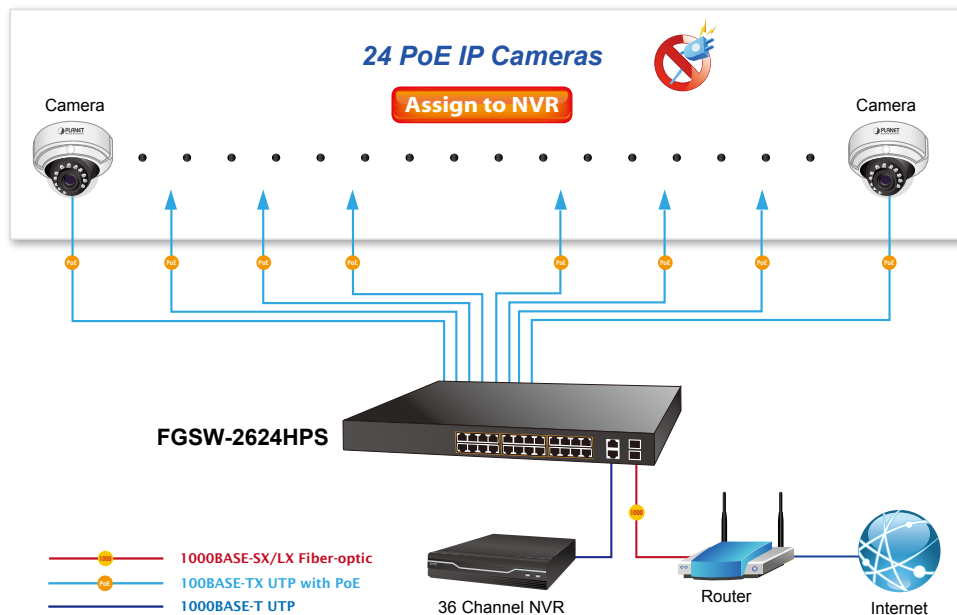 24 PoE IP Cameras
Assign to NVR
Camera
Camera
PLANET
PLANET
PoE
PoE
PoE
PoE
PoE
PoE
PoE
PoE
FGSW-2624HPS
1000
1000
1000BASE-SX/LX Fiber-optic
PoE
100BASE-TX UTP with PoE
1000BASE-T UTP
36 Channel NVR
Router
Internet